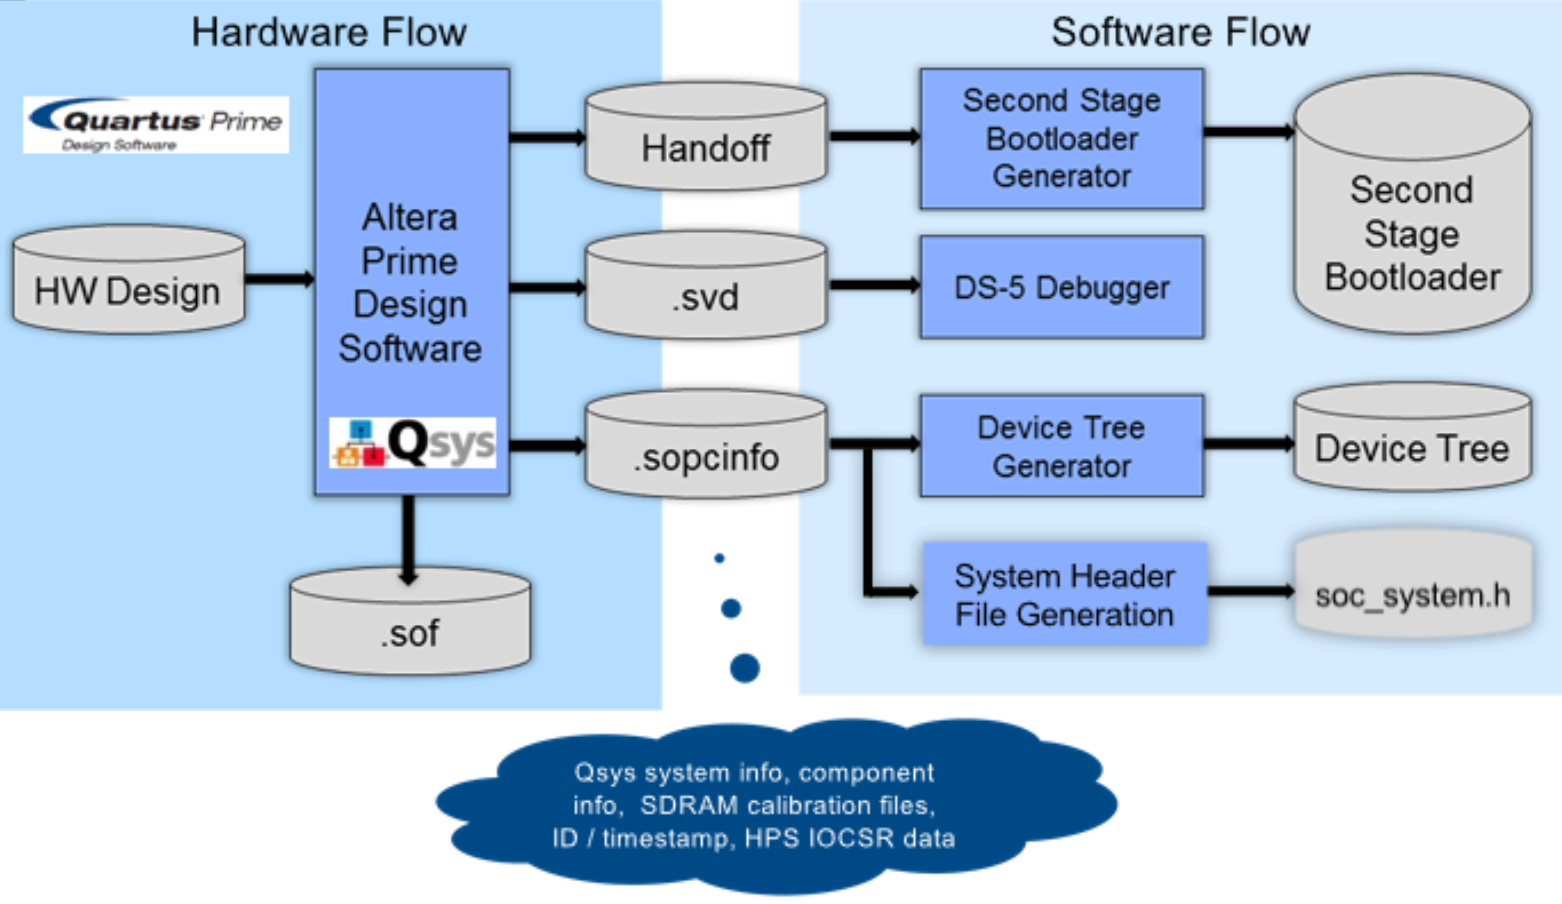 Hardware Flow
Software Flow
Quartus Prime
Design Software
HW Design
Altera
Prime
Design
Software
Qsys
Handoff
.svd
.sopcinfo
.sof
Second Stage
Bootloader
Generator
DS-5 Debugger
Device Tree
Generator
System Header
File Generation
Second
Stage
Bootloader
Device Tree
soc_system.h
Qsys system info, component
info, SDRAM calibration files,
ID / timestamp, HPS IOCSR data